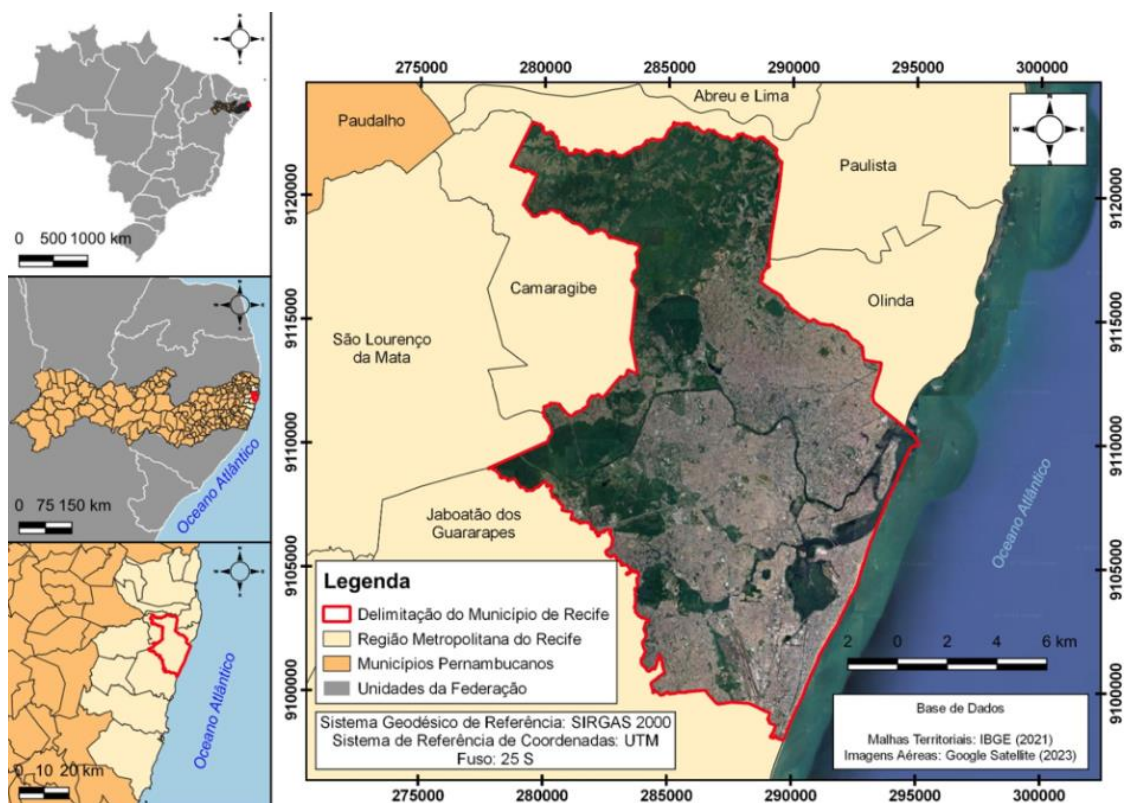 W E
0 500 1000 km
W E
Oceano Atlântico
0 75 150 km
W E
Oceano Atlântico
0 10 20 km
275000 280000 285000 290000 295000 300000
9120000
9115000
9110000
9105000
9100000
Abreu e Lima
Paudalho
Paulista
W E
Camaragibe
Olinda
São Lourenço
da Mata
Jaboatão dos
Guararapes
Oceano Atlântico
Legenda
Delimitação do Município de Recife
Região Metropolitana do Recife
Municípios Pernambucanos
Unidades da Federação
Sistema Geodésico de Referência: SIRGAS 2000
Sistema de Referência de Coordenadas: UTM
Fuso: 25 S
2 0 2 4 6 km
Base de Dados
Malhas Territoriais: IBGE (2021)
Imagens Aéreas: Google Satellite (2023)
9120000
9115000
9110000
9105000
9100000
275000 280000 285000 290000 295000 300000